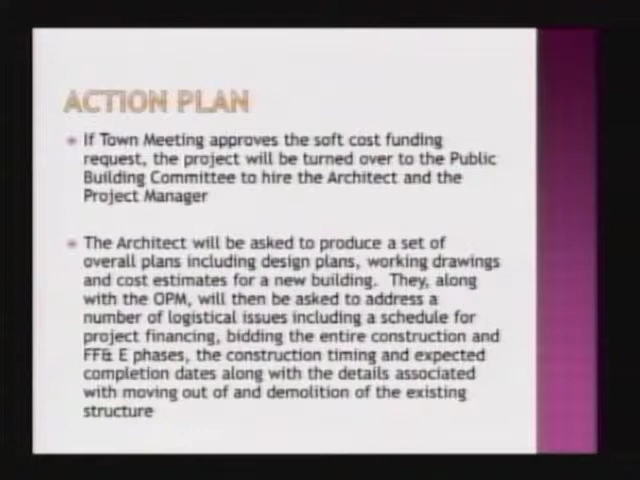 ACTION PLAN
If Town Meeting approves the soft cost funding
request, the project will be turned over to the Public
Building Committee to hire the Architect and the
Project Manager
The Architect will be asked to produce a set of
overall plans including design plans, working drawings
and cost estimates for a new building. They, along
with the OPM, will then be asked to address a
number of logistical issues including a schedule for
project financing, bidding the entire construction and
FF& E phases, the construction timing and expected
completion dates along with the details associated
with moving out of and demolition of the existing
structure